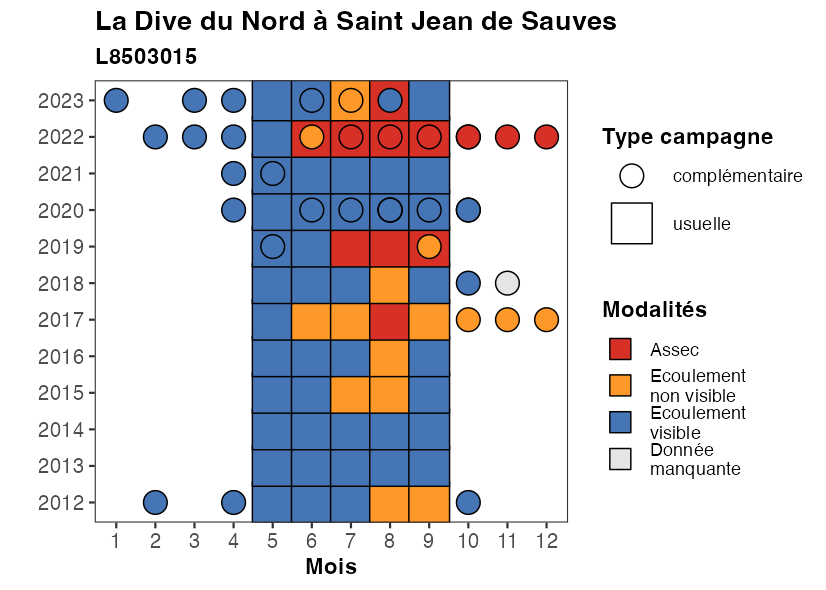 La Dive du Nord à Saint Jean de Sauves
L8503015
2023
2022
2021
2020
2019
2018
2017
2016
2015
2014
2013
2012
1 2 3 4 5 6 7 8 9 10 11 12
Mois
Type campagne
complémentaire
usuelle
Modalités
Assec
Ecoulement
non visible
Ecoulement
visible
Donnée
manquante